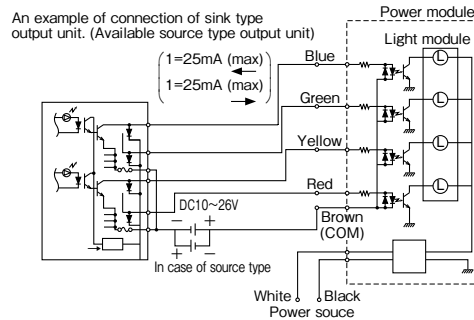 An example of connection of sink type
output unit. (Available source type output unit)
Power module
Light module
1=25mA (max)
1=25mA (max)
Blue
Green
Yellow
Red
Brown
(COM)
DC10~26V
− +
+ −
In case of source type
White
Black
Power souce
L
L
L
L